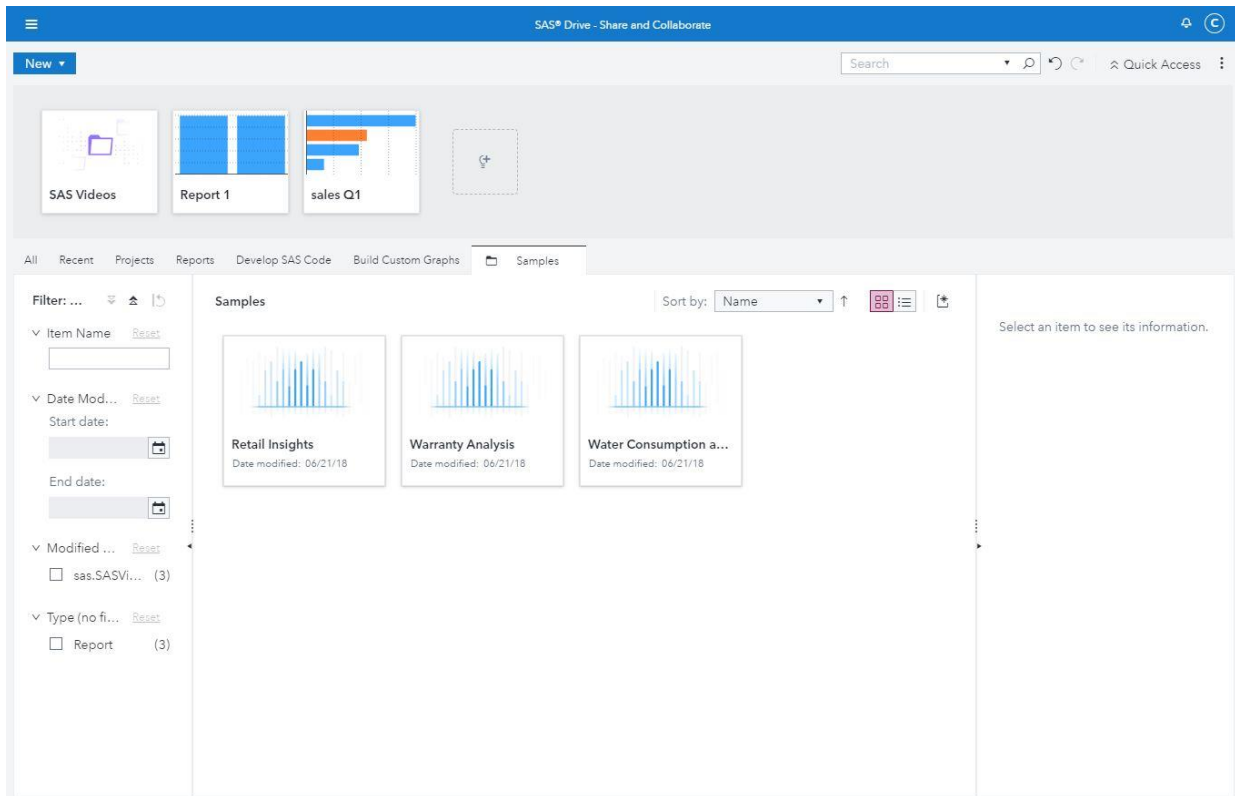 SAS® Drive - Share and Collaborate
C
New
Search
Quick Access
SAS Videos
Report 1
sales Q1
All Recent Projects Reports Develop SAS Code Build Custom Graphs Samples
Filter: ...
Samples
Sort by: Name
Select an item to see its information.
Item Name Reset
Date Mod... Reset
Start date:
End date:
Modified ... Reset
sas.SASVi... (3)
Type (no fi... Reset
Report (3)
Retail Insights
Date modified: 06/21/18
Warranty Analysis
Date modified: 06/21/18
Water Consumption a...
Date modified: 06/21/18